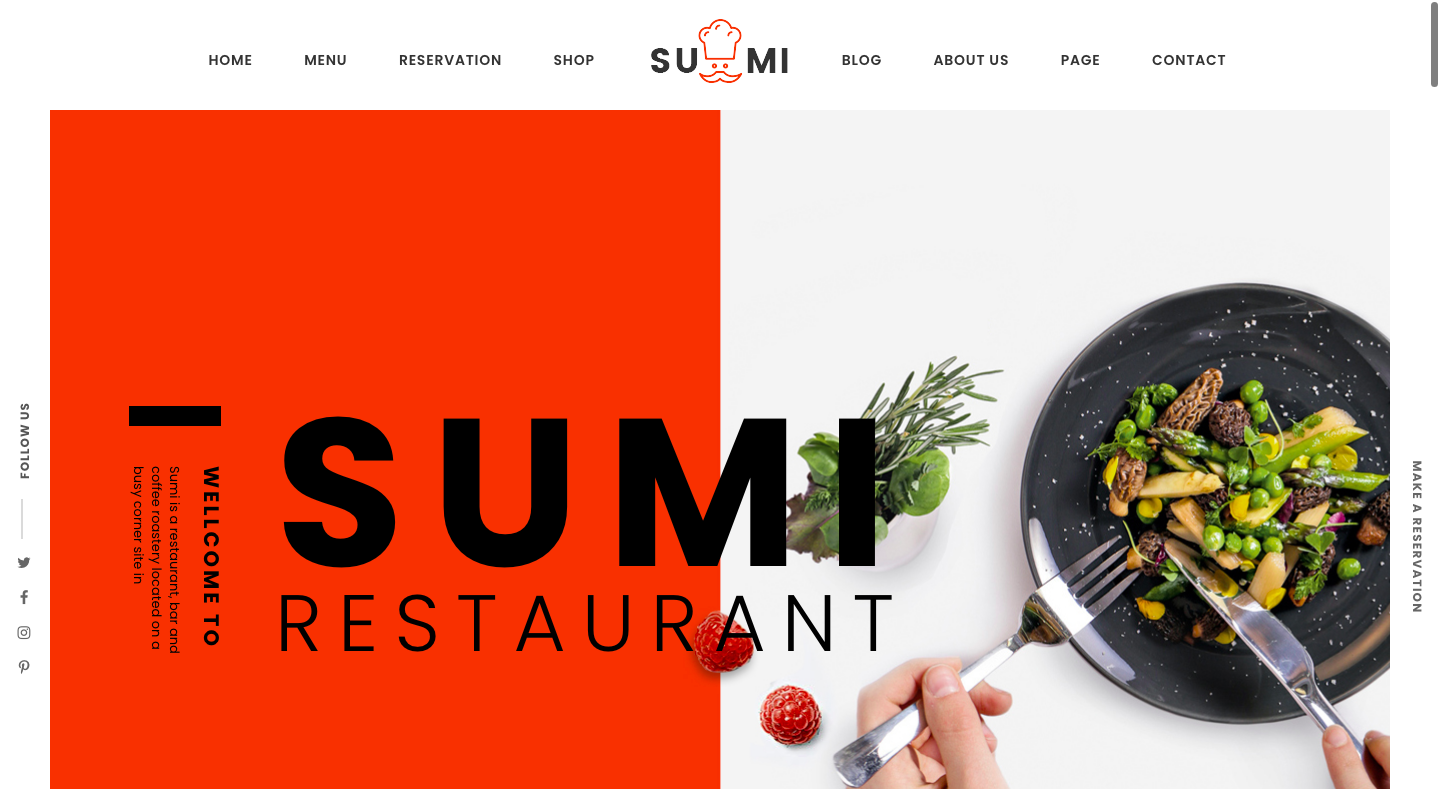 HOME
MENU
RESERVATION
SHOP
SUMI
BLOG
ABOUT US
PAGE
CONTACT
FOLLOW US
WELLCOME TO
Sumi is a restaurant, bar and
coffee roastery located on a
busy corner site in
SUMI
RESTAURANT
MAKE A RESERVATION